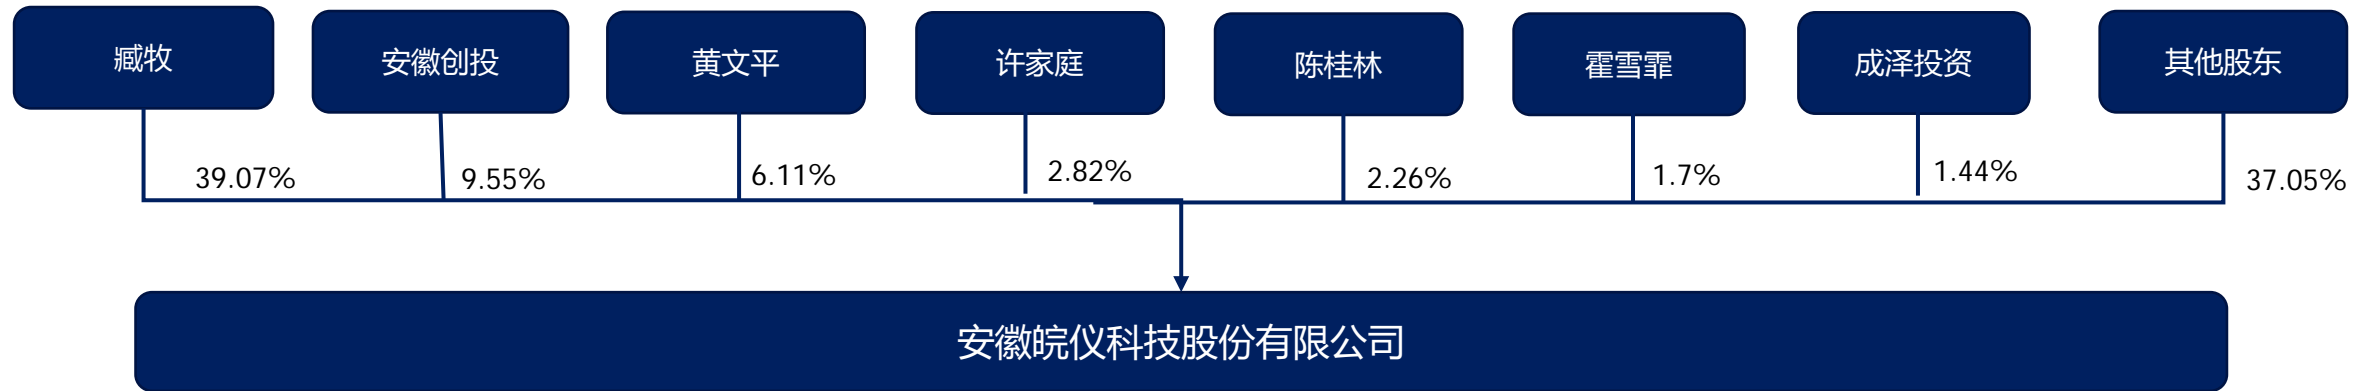 臧牧
安徽创投
黄文平
许家庭
陈桂林
霍雪霏
成泽投资
其他股东
39.07%
9.55%
6.11%
2.82%
2.26%
1.7%
1.44%
37.05%
安徽皖仪科技股份有限公司